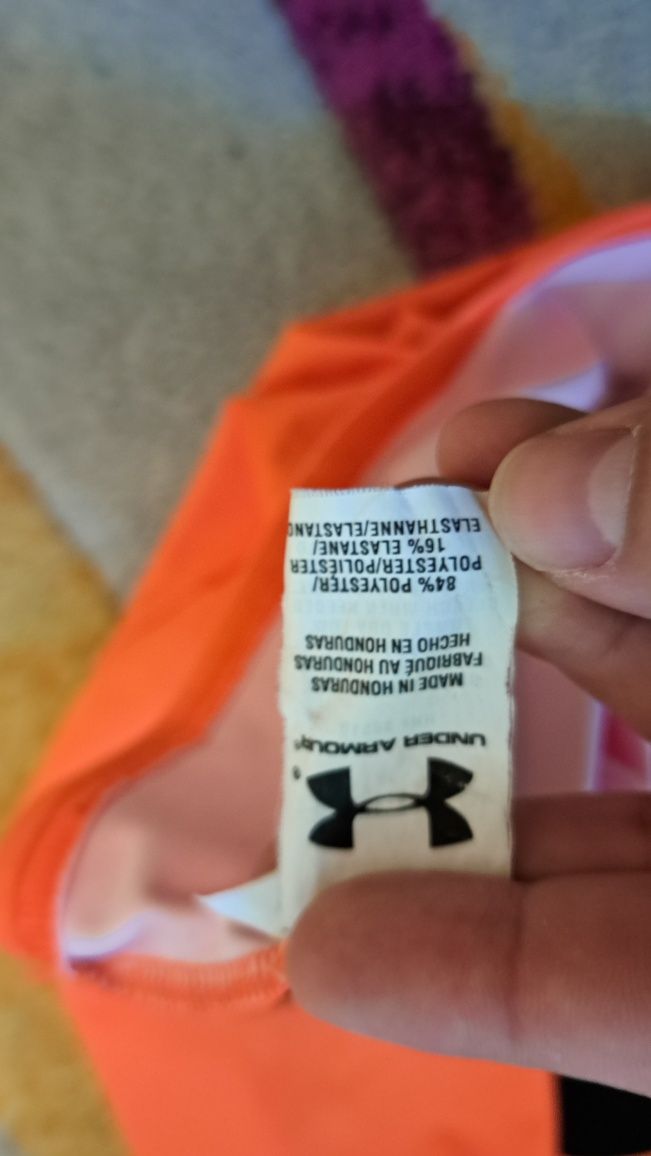 UNDER ARMOUR®
MADE IN HONDURAS
FABRIQUÉ AU HONDURAS
HECHO EN HONDURAS
84% POLYESTER/
POLYESTER/POLIÉSTER
16% ELASTANE/
ELASTHANNE/ELASTANO